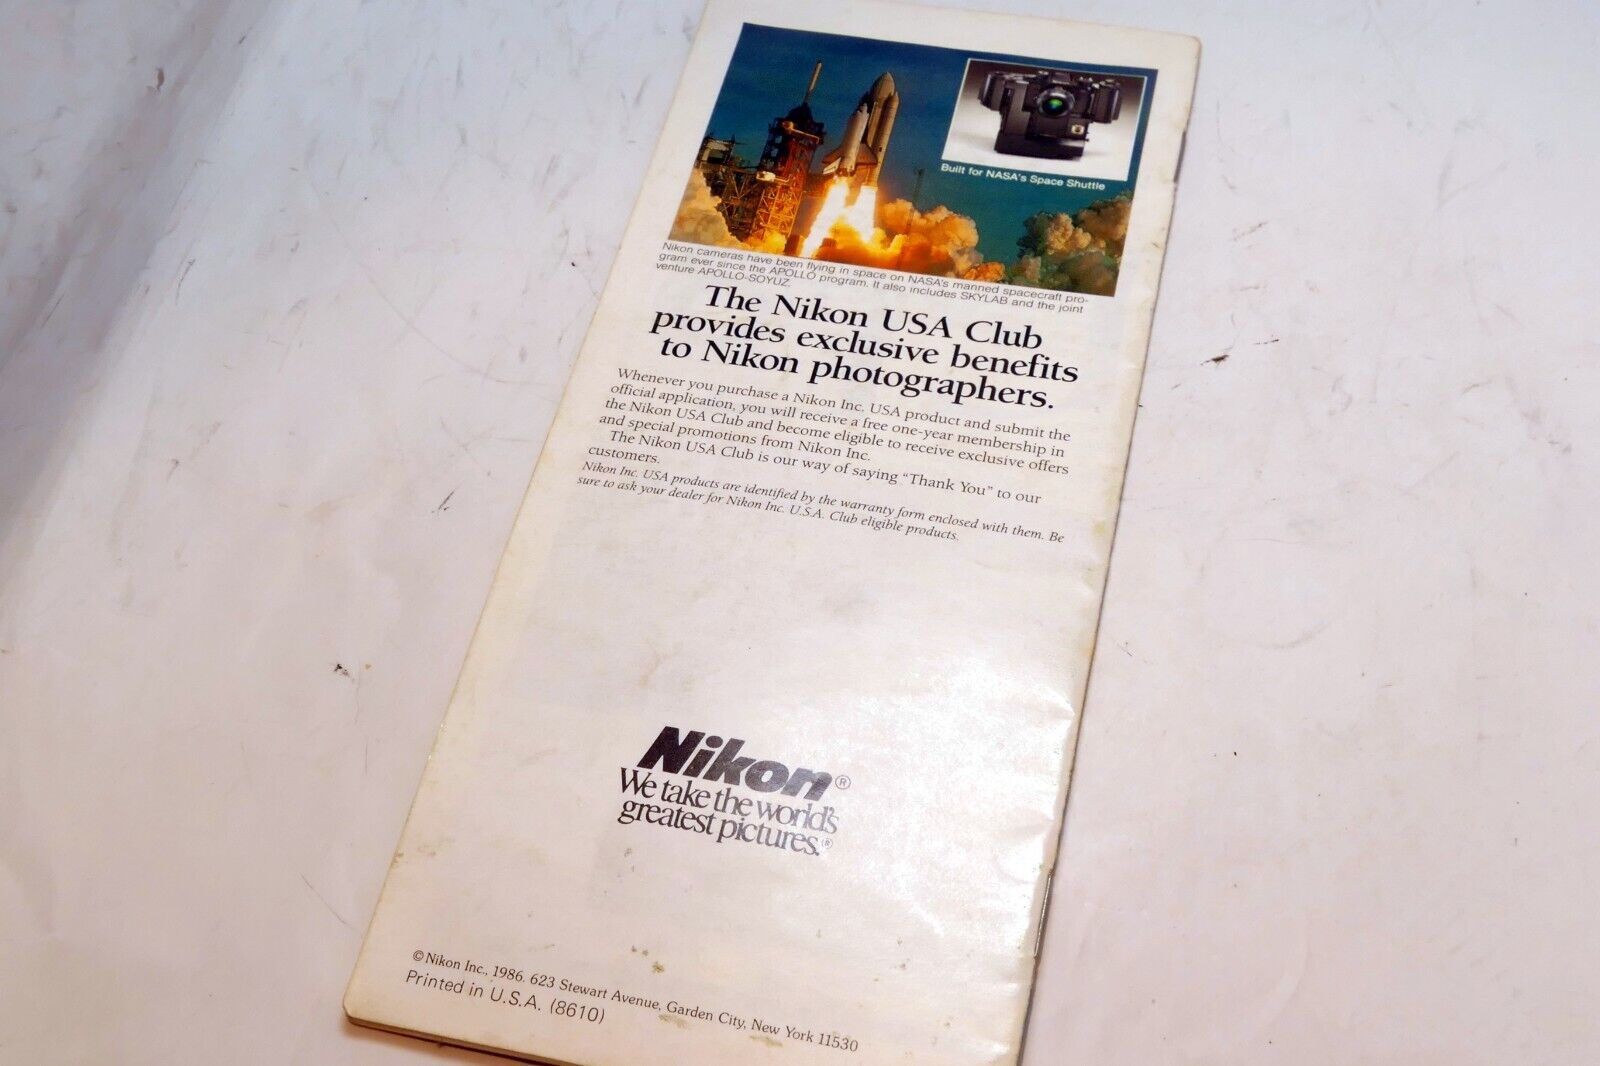 Built for NASA's Space Shuttle
Nikon cameras have been flying in space on NASA's manned spacecraft pro-
gram ever since the APOLLO program. It also includes SKYLAB and the joint
venture APOLLO-SOYUZ.
The Nikon USA Club
provides exclusive benefits
to Nikon photographers.
Whenever you purchase a Nikon Inc. USA product and submit the
official application, you will receive a free one-year membership in
the Nikon USA Club and become eligible to receive exclusive offers
and special promotions from Nikon Inc.
The Nikon USA Club is our way of saying “Thank You” to our
customers.
Nikon Inc. USA products are identified by the warranty form enclosed with them. Be
sure to ask your dealer for Nikon Inc. U.S.A. Club eligible products.
Nikon®
We take the world's
greatest pictures.®
© Nikon Inc., 1986. 623 Stewart Avenue, Garden City, New York 11530
Printed in U.S.A. (8610)